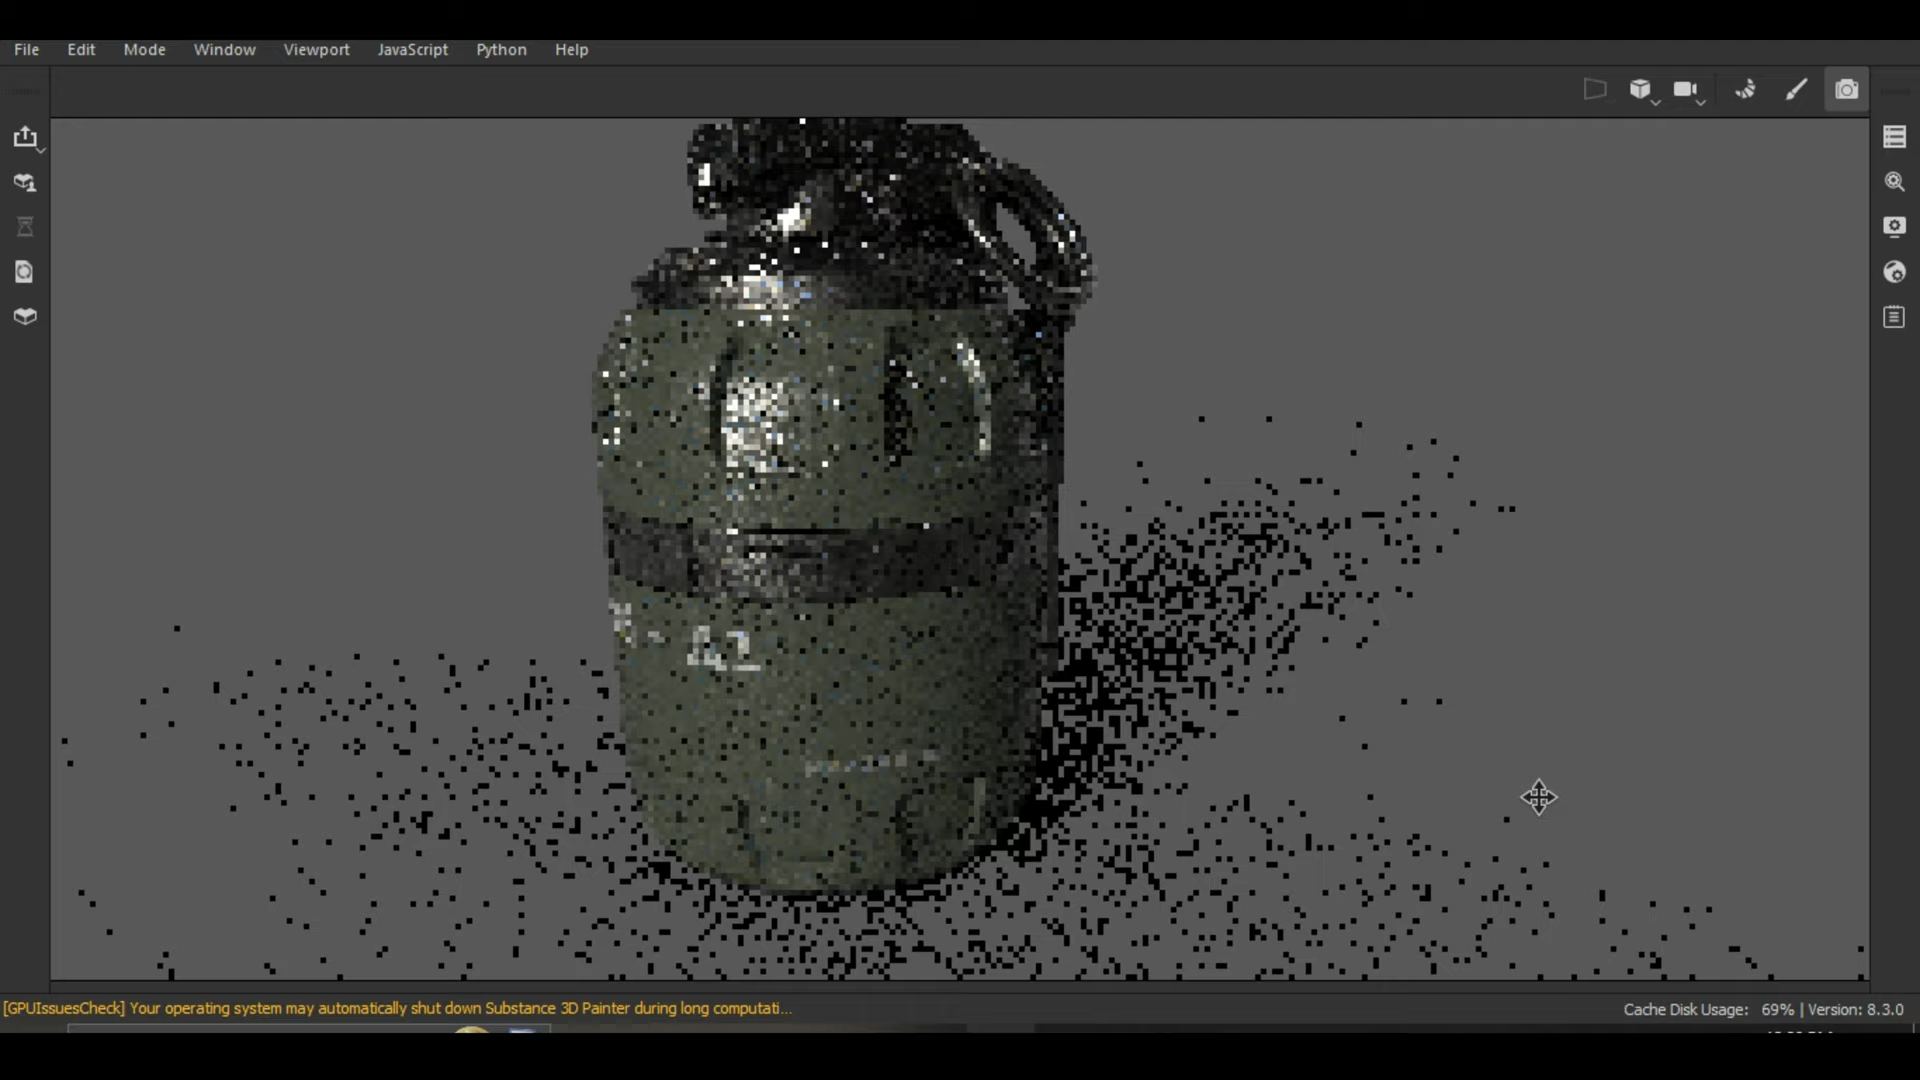 File Edit Mode Window Viewport JavaScript Python Help
A2
[GPUIssuesCheck] Your operating system may automatically shut down Substance 3D Painter during long computati...
Cache Disk Usage: 69% | Version: 8.3.0